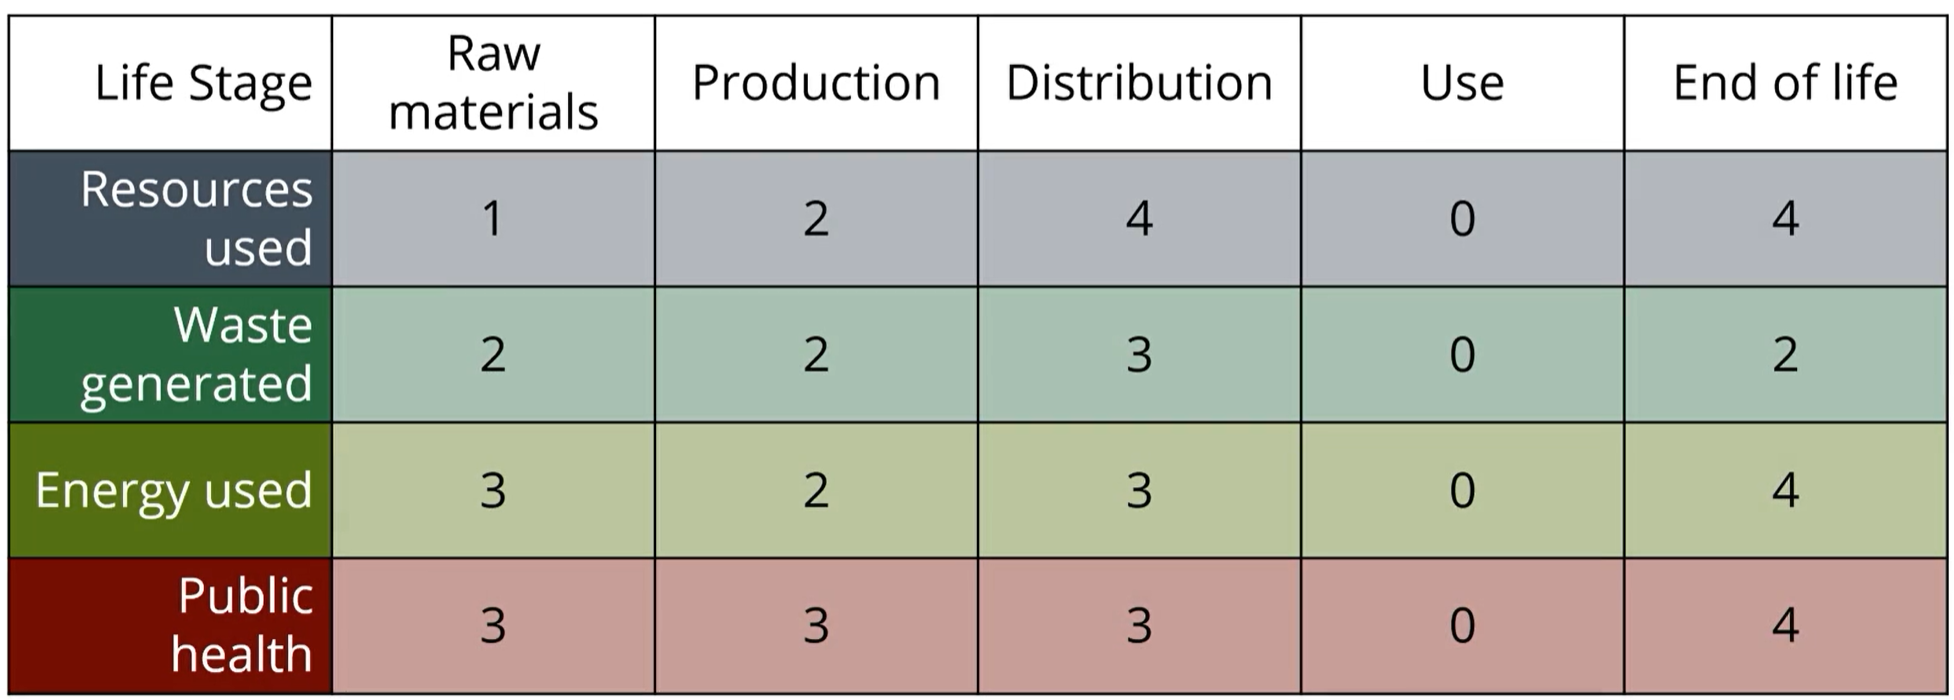 Life Stage
Raw
materials
Production
Distribution
Use
End of life
Resources
used
1
2
4
0
4
Waste
generated
2
2
3
0
2
Energy used
3
2
3
0
4
Public
health
3
3
3
0
4